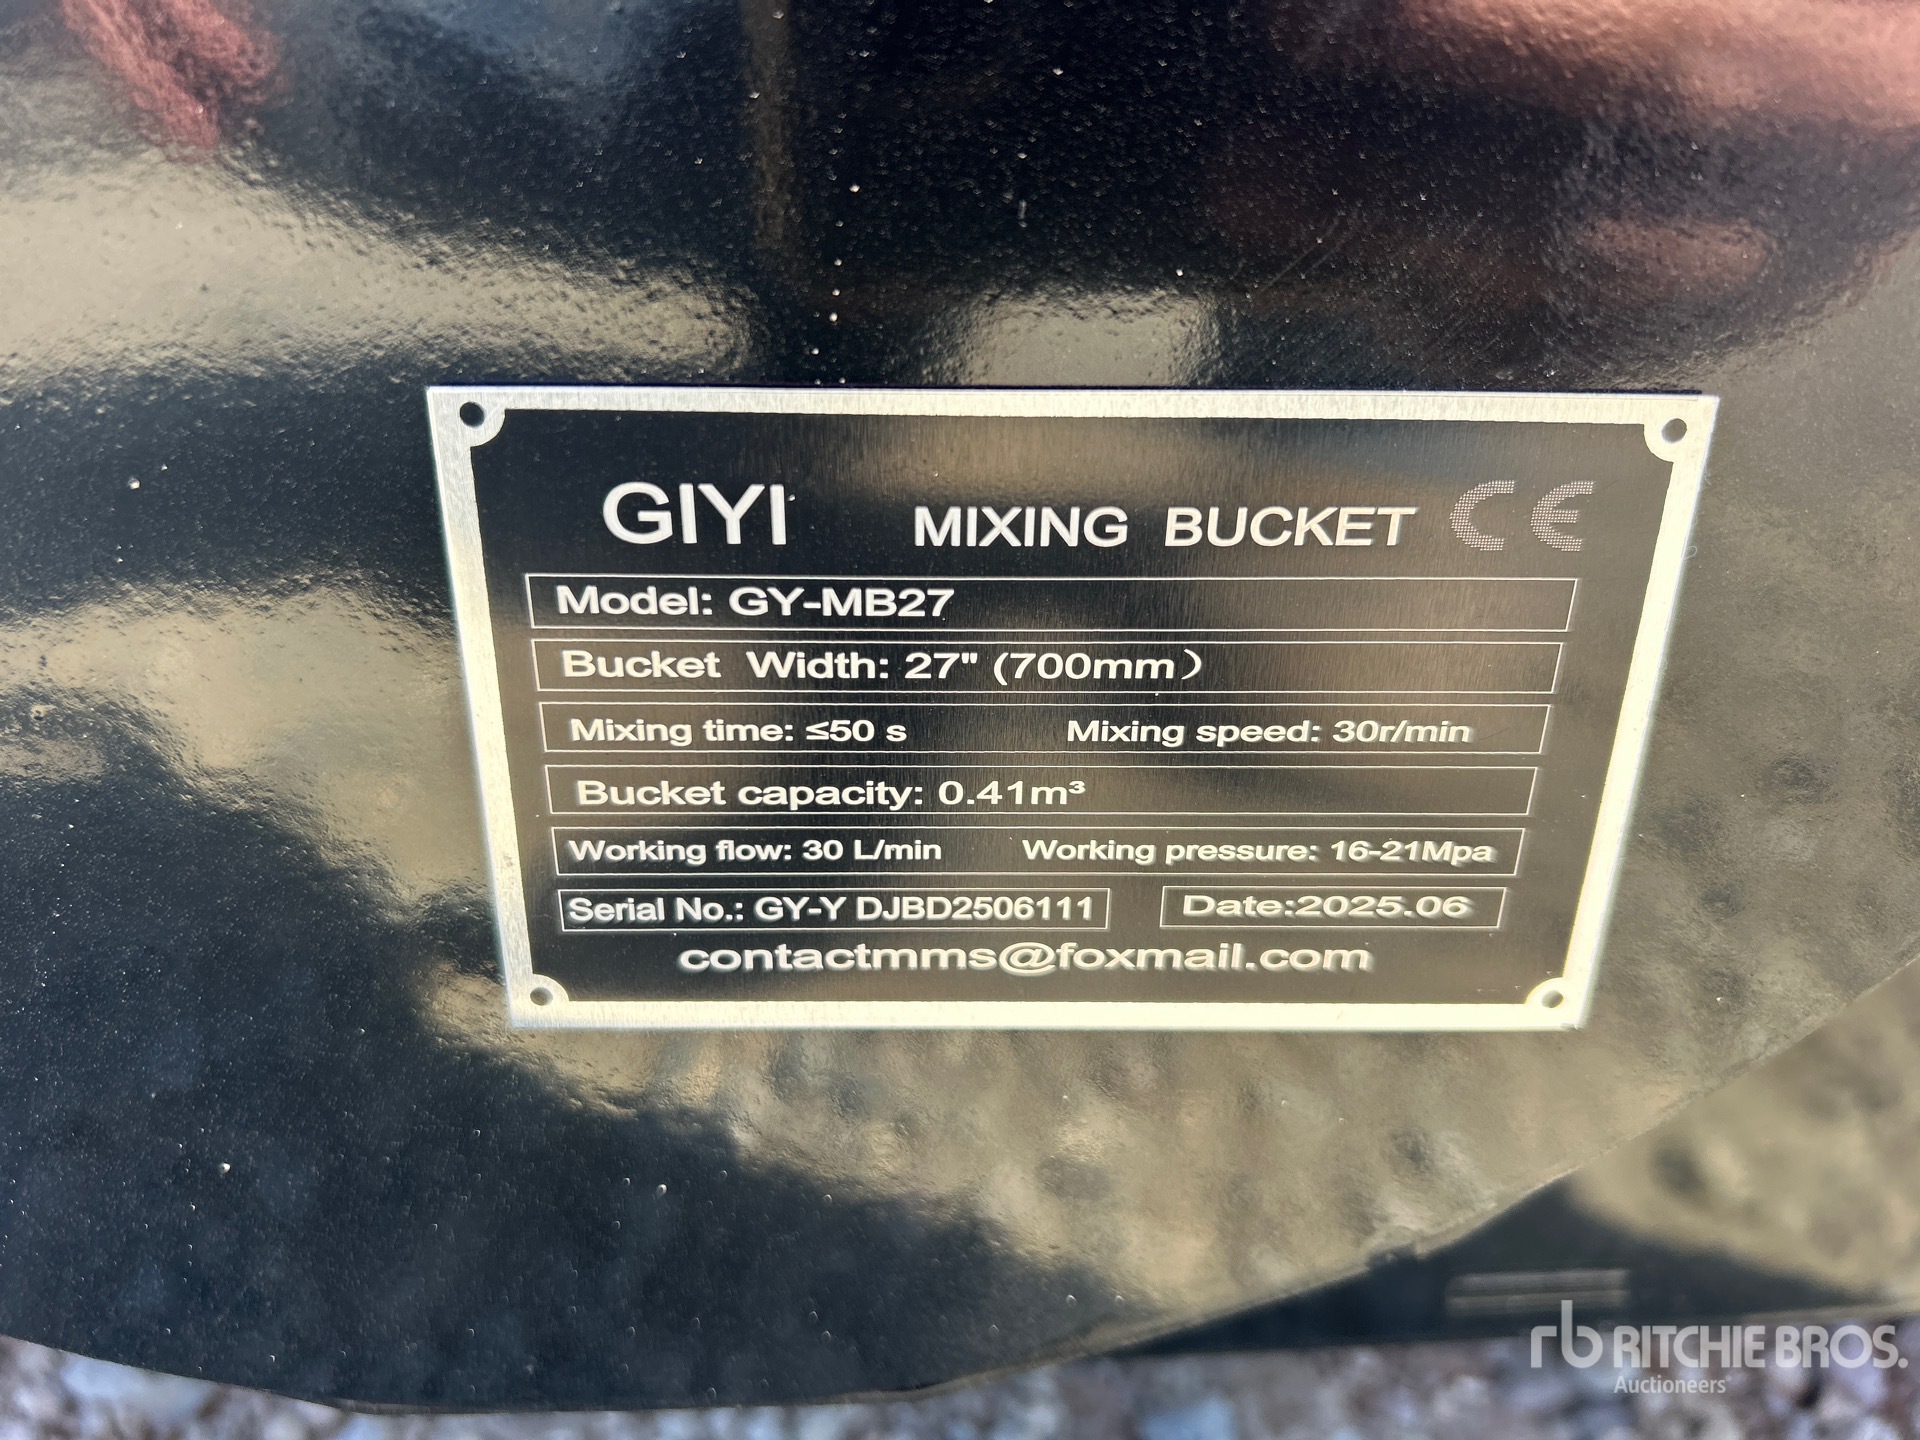 GIYI MIXING BUCKET CE
Model: GY-MB27
Bucket Width: 27" (700mm）
Mixing time: ≤50 s Mixing speed: 30r/min
Bucket capacity: 0.41m³
Working flow: 30 L/min Working pressure: 16-21Mpa
Serial No.: GY-Y DJBD2506111 Date:2025.06
contactmms@foxmail.com
rb RITCHIE BROS.
Auctioneers